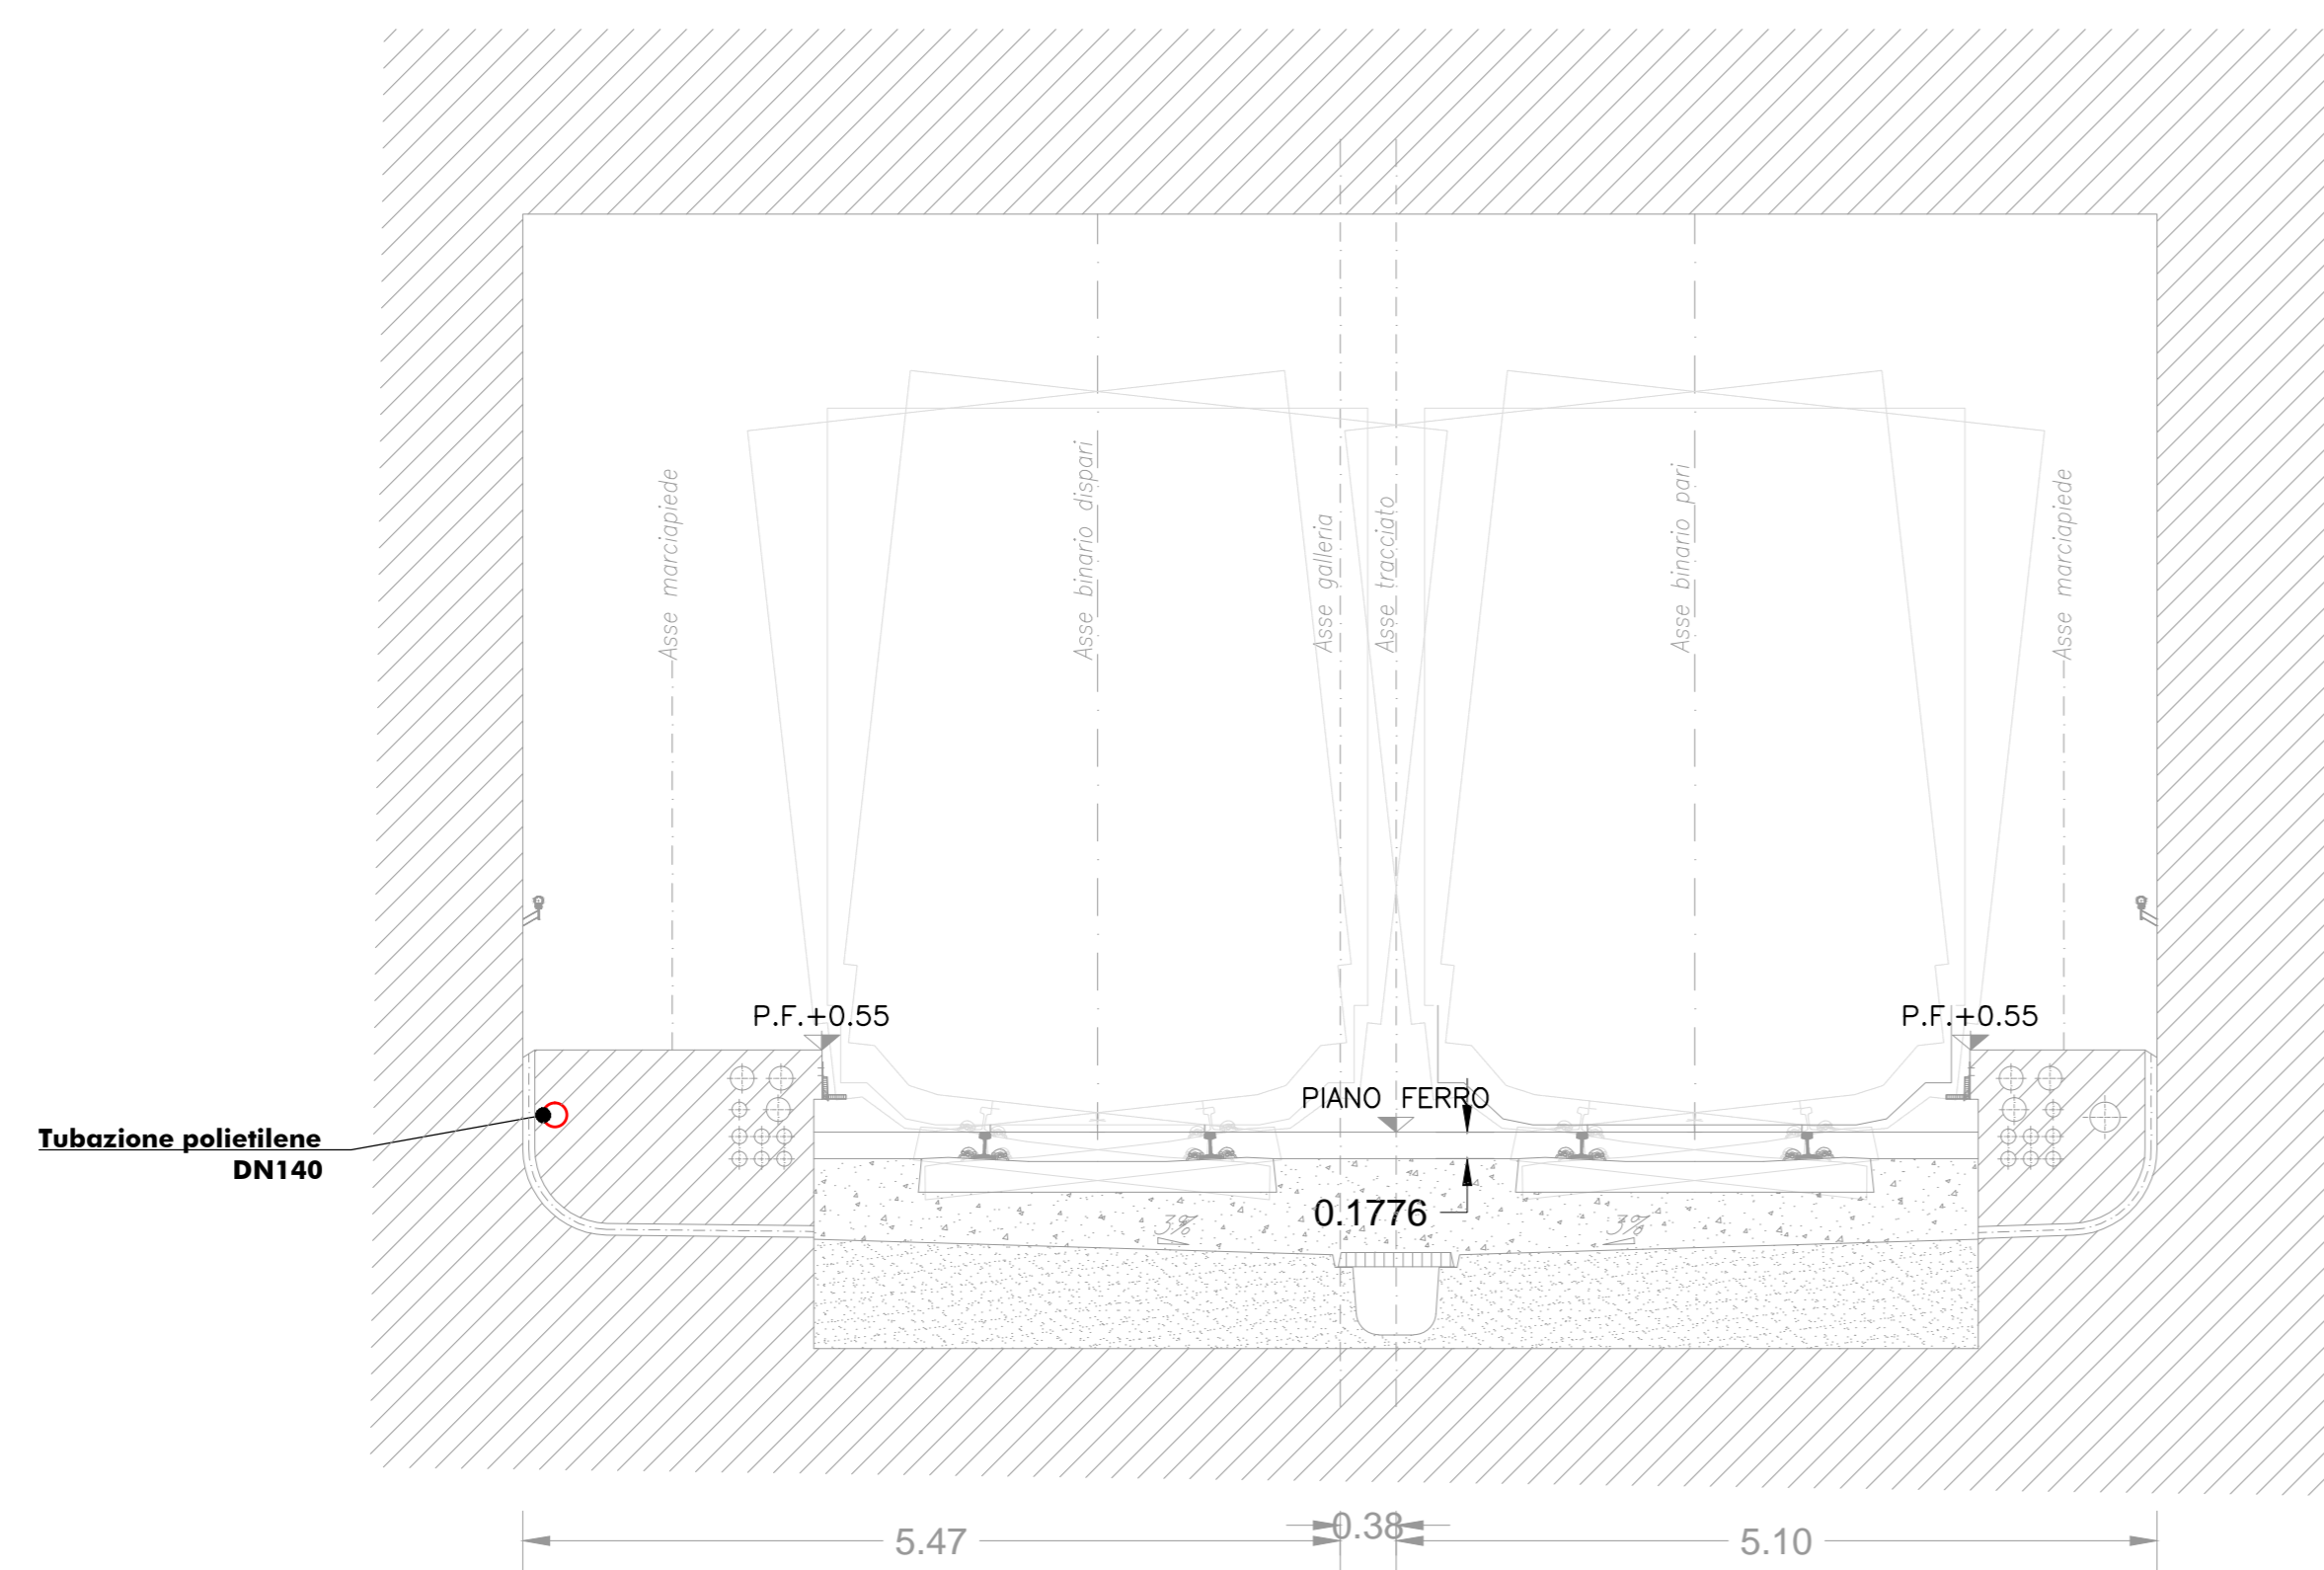 Asse marciapiede
Asse binario dispari
Asse galleria
Asse tracciato
Asse binario pari
Asse marciapiede
P.F.+0.55
P.F.+0.55
PIANO FERRO
Tubazione polietilene
DN140
0.1776
3%
3%
0.38
5.47
5.10